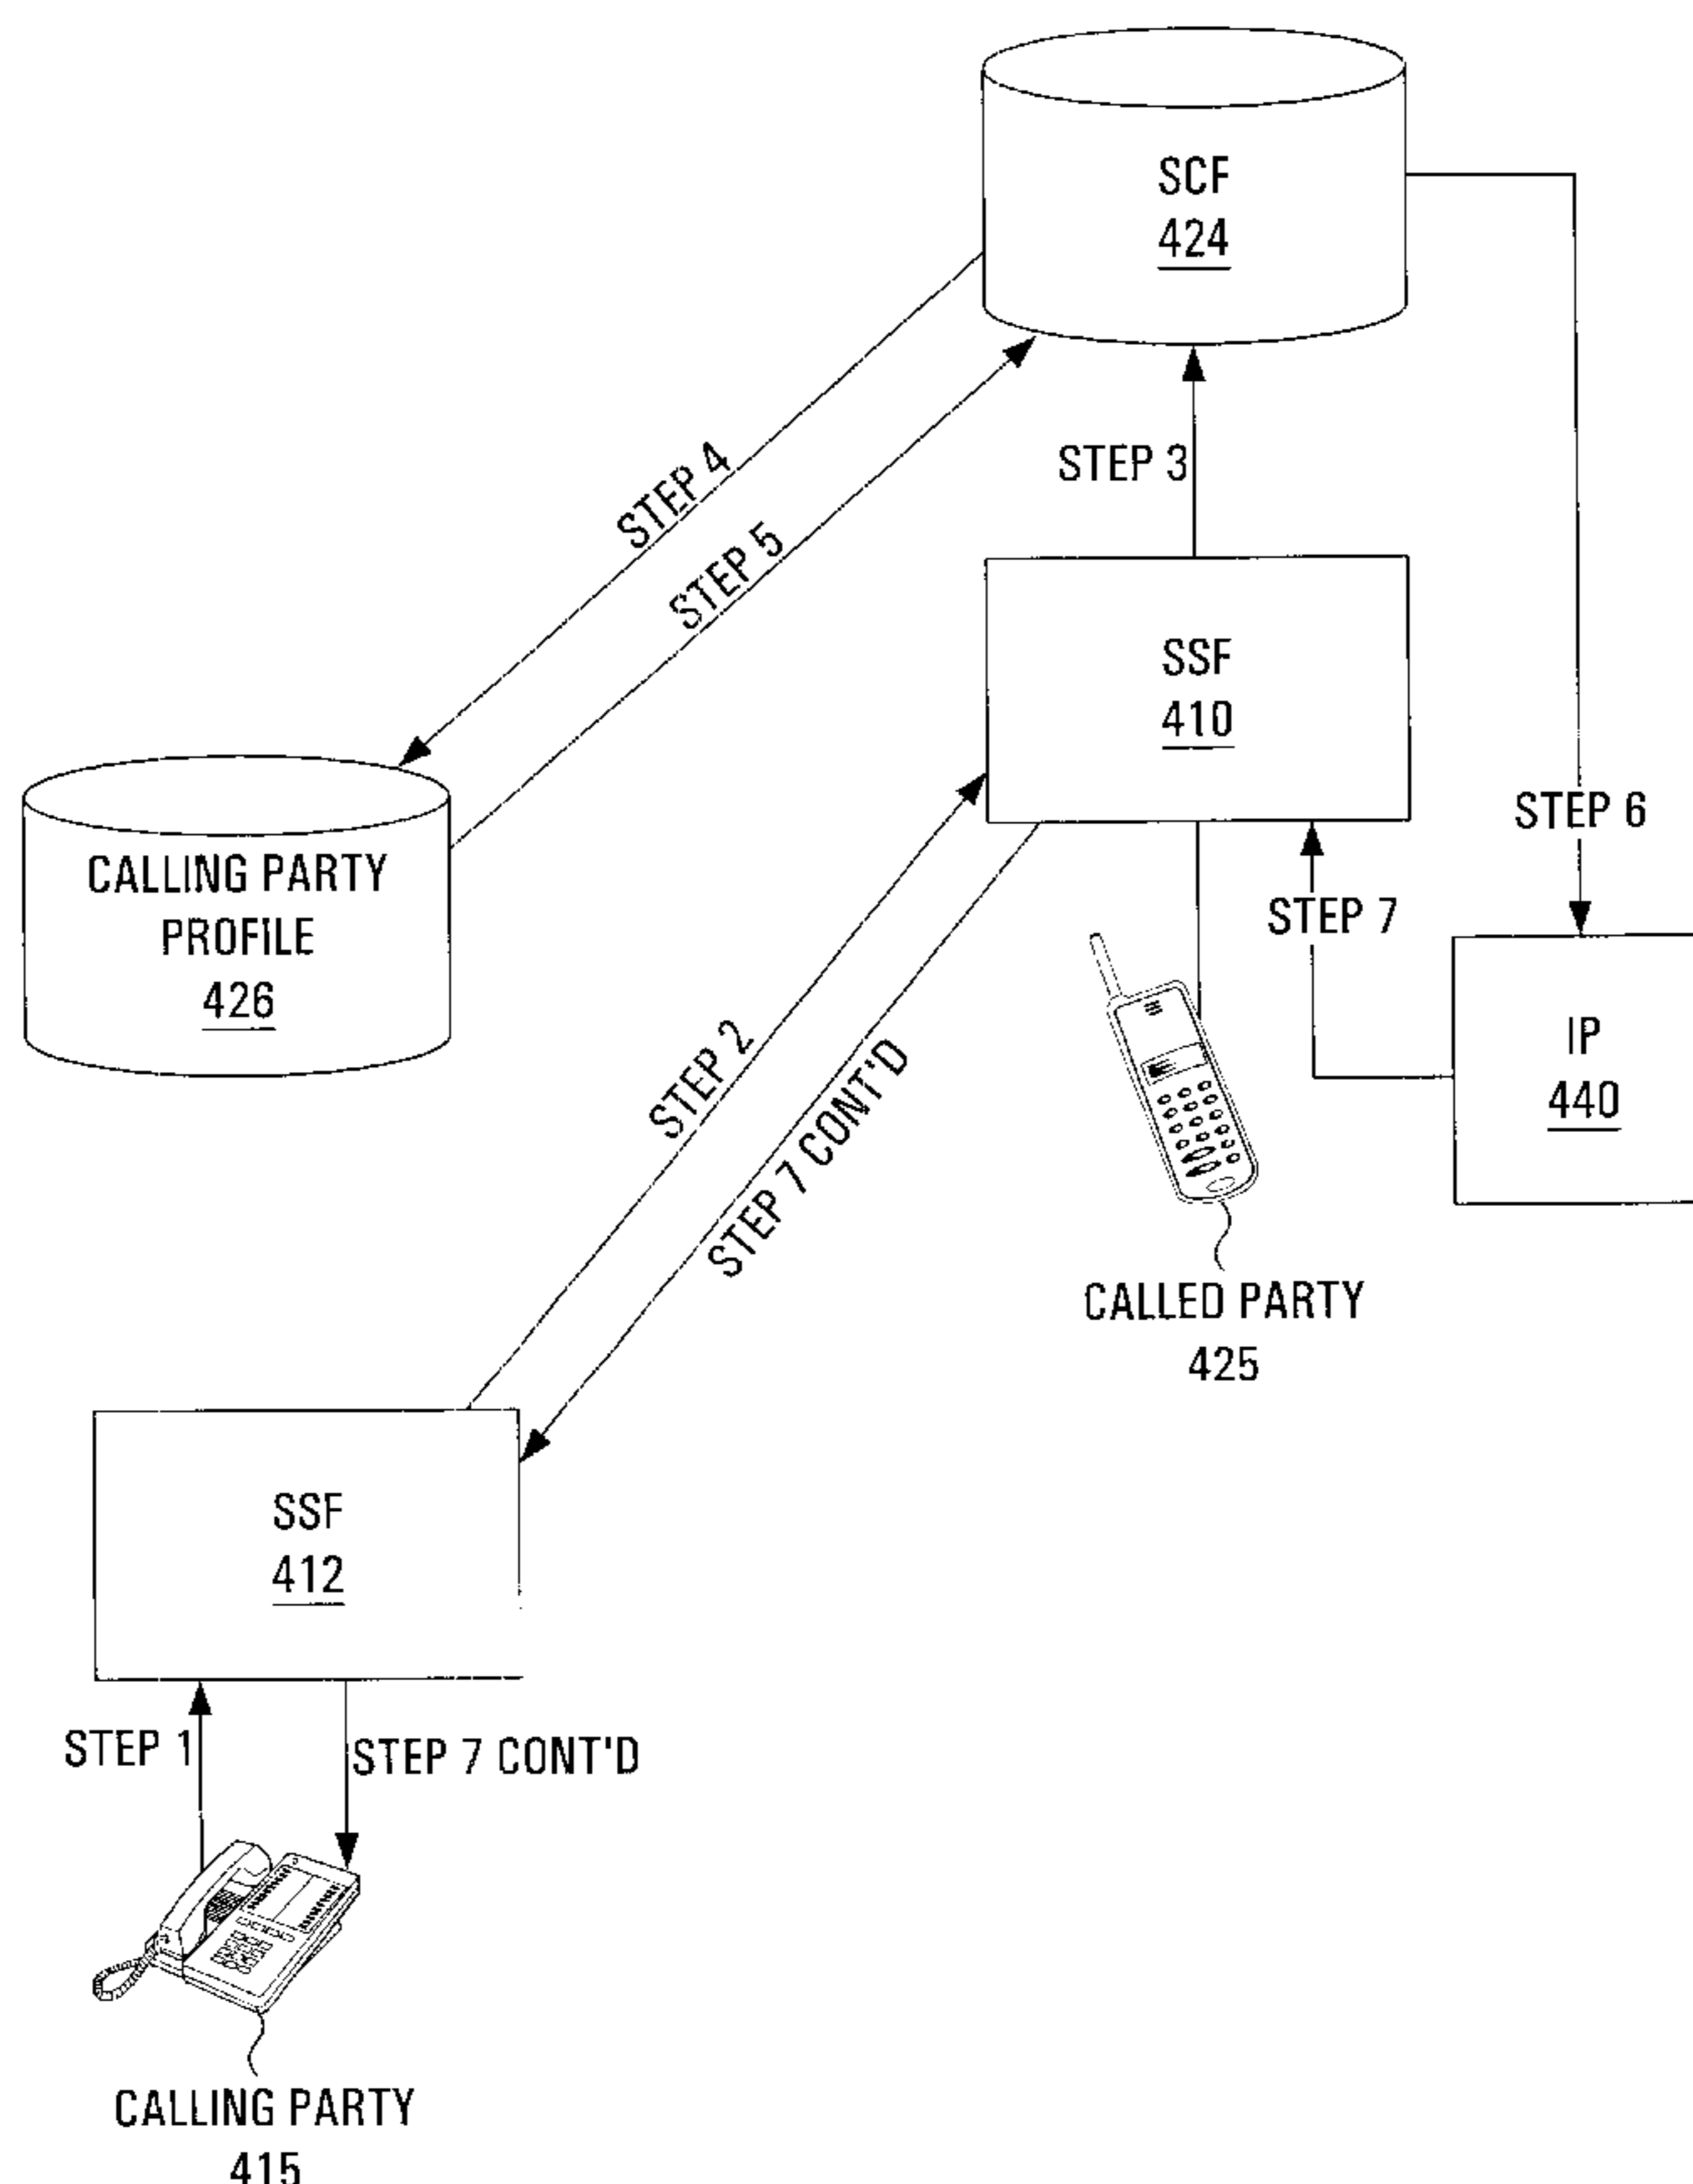 SCF
424
STEP 4
STEP 3
STEP 5
SSF
410
STEP 6
CALLING PARTY
PROFILE
426
STEP 7
IP
440
STEP 2
STEP 7 CONT'D
CALLED PARTY
425
SSF
412
STEP 1
STEP 7 CONT'D
CALLING PARTY
415